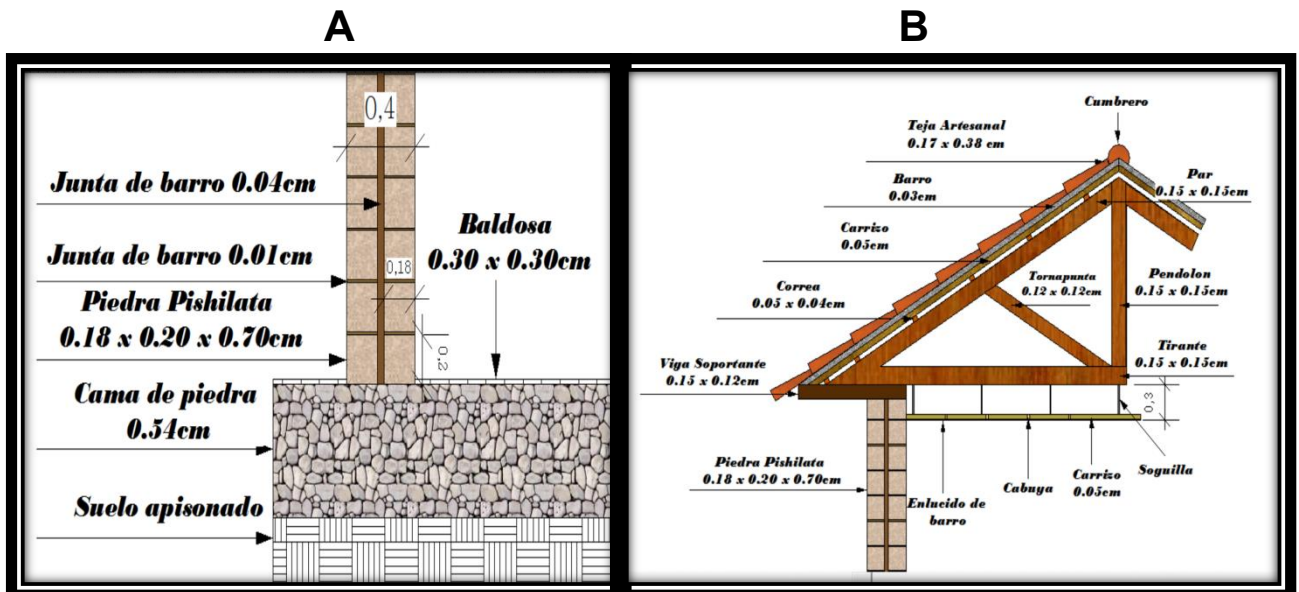 A
B
0,4
Junta de barro 0.04cm
Baldosa
0.30 x 0.30cm
Junta de barro 0.01cm
0,18
Piedra Pishilata
0.18 x 0.20 x 0.70cm
0,2
Cama de piedra
0.54cm
Suelo apisonado
Cumbrero
Teja Artesanal
0.17 x 0.38 cm
Par
0.15 x 0.15cm
Barro
0.03cm
Carrizo
0.05cm
Tornapunta
0.12 x 0.12cm
Pendolon
0.15 x 0.15cm
Correa
0.05 x 0.04cm
Tirante
0.15 x 0.15cm
Viga Soportante
0.15 x 0.12cm
0,3
Piedra Pishilata
0.18 x 0.20 x 0.70cm
Enlucido de
barro
Cabuya
Carrizo
0.05cm
Soguilla